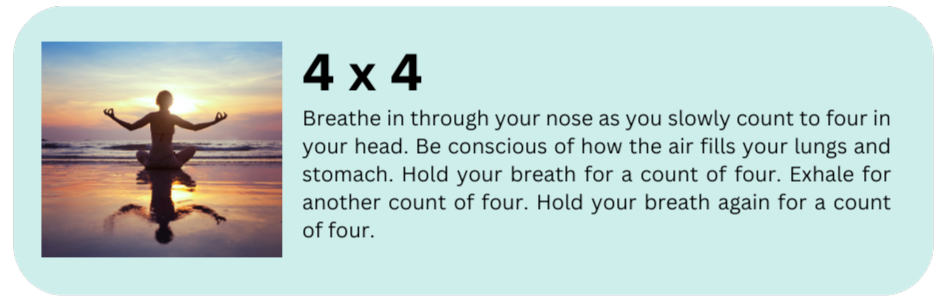 4 x 4
Breathe in through your nose as you slowly count to four in
your head. Be conscious of how the air fills your lungs and
stomach. Hold your breath for a count of four. Exhale for
another count of four. Hold your breath again for a count
of four.